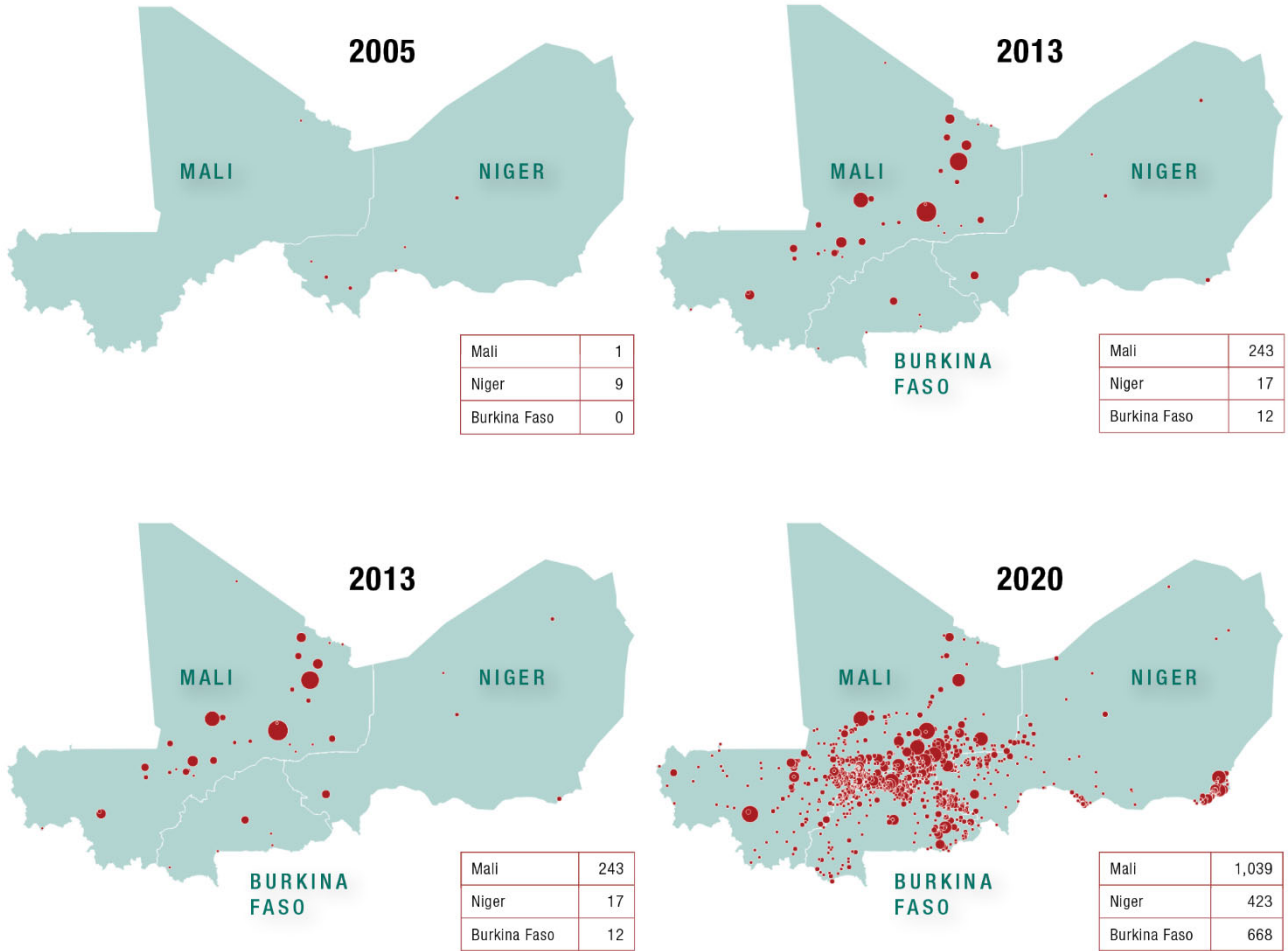 2005
MALI
NIGER
Mali 1
Niger 9
Burkina Faso 0
2013
MALI
NIGER
BURKINA
FASO
Mali 243
Niger 17
Burkina Faso 12
2013
MALI
NIGER
BURKINA
FASO
Mali 243
Niger 17
Burkina Faso 12
2020
MALI
NIGER
BURKINA
FASO
Mali 1,039
Niger 423
Burkina Faso 668